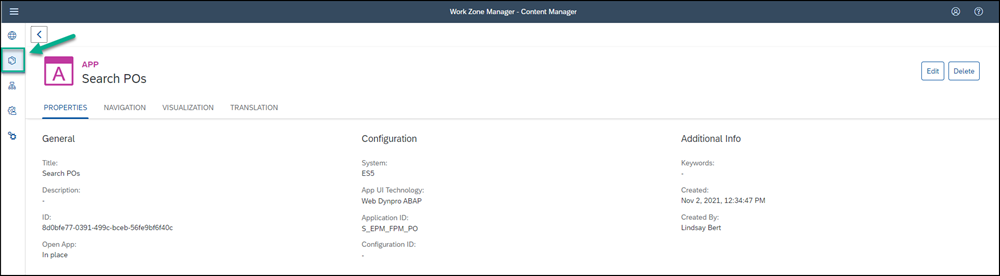 Work Zone Manager - Content Manager
APP
A
Search POs
Edit
Delete
PROPERTIES
NAVIGATION
VISUALIZATION
TRANSLATION
General
Title:
Search POs
Description:
-
ID:
8d0bfe77-0391-499c-bceb-56fe9bf6f40c
Open App:
In place
Configuration
System:
ES5
App UI Technology:
Web Dynpro ABAP
Application ID:
S_EPM_FPM_PO
Configuration ID:
-
Additional Info
Keywords:
-
Created:
Nov 2, 2021, 12:34:47 PM
Created By:
Lindsay Bert